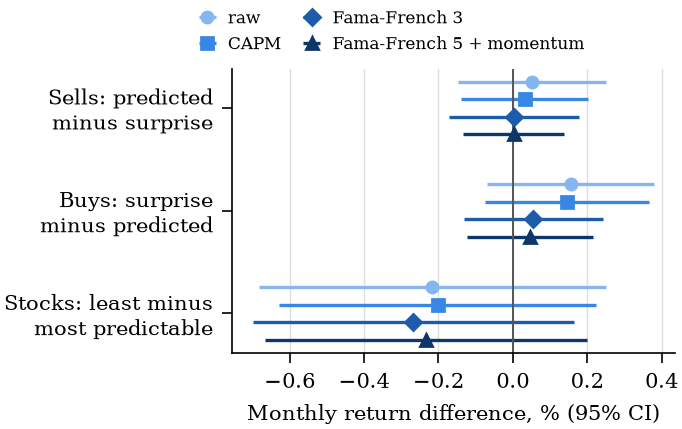 raw
CAPM
Fama-French 3
Fama-French 5 + momentum
Sells: predicted
minus surprise
Buys: surprise
minus predicted
Stocks: least minus
most predictable
−0.6 −0.4 −0.2 0.0 0.2 0.4
Monthly return difference, % (95% CI)